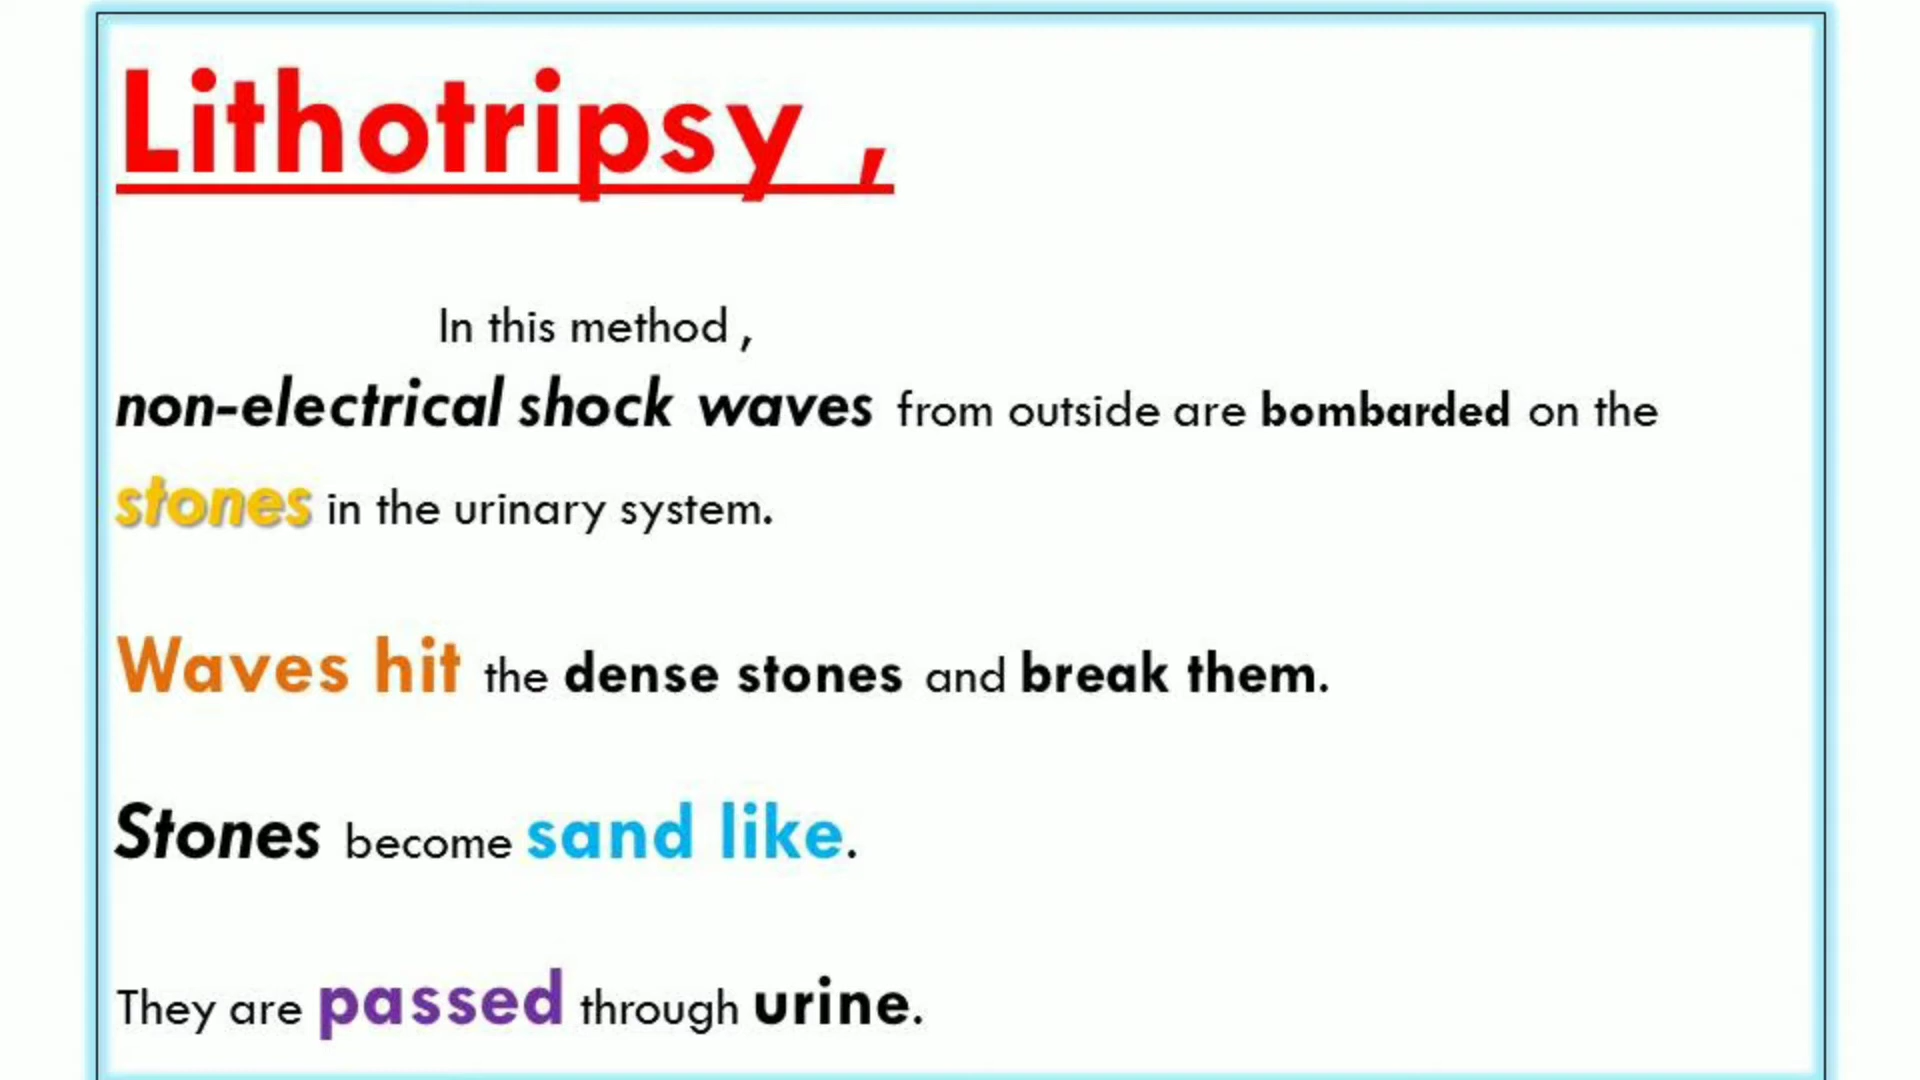 Lithotripsy ,
In this method ,
non-electrical shock waves from outside are bombarded on the
stones in the urinary system.
Waves hit the dense stones and break them.
Stones become sand like.
They are passed through urine.